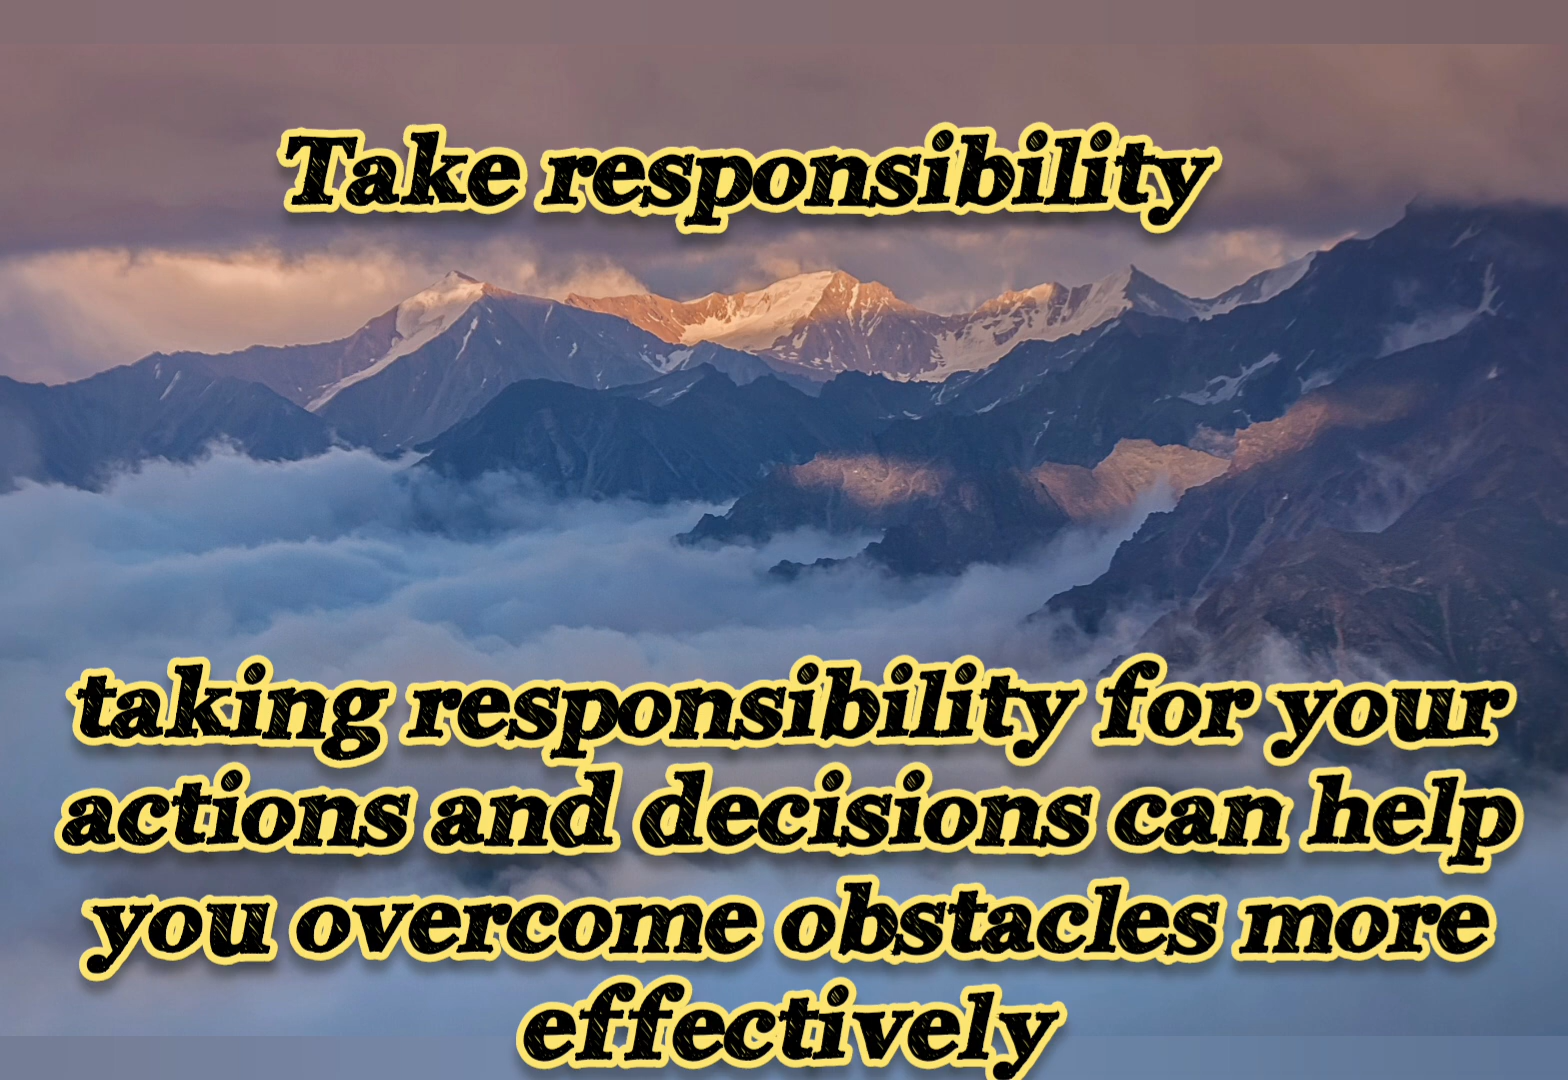 Take responsibility
taking responsibility for your
actions and decisions can help
you overcome obstacles more
effectively